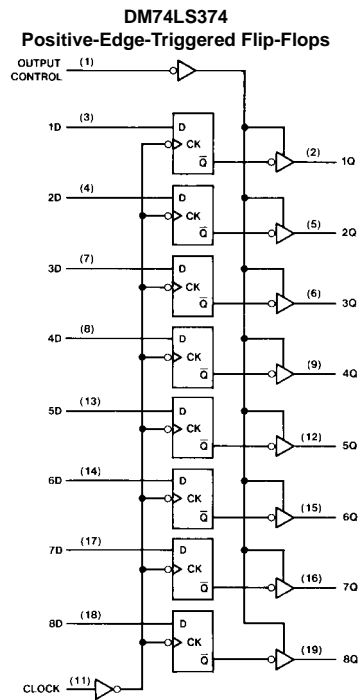 DM74LS374
Positive-Edge-Triggered Flip-Flops
OUTPUT CONTROL (1)
1D (3) D CK Q̅ (2) 1Q
2D (4) D CK Q̅ (5) 2Q
3D (7) D CK Q̅ (6) 3Q
4D (8) D CK Q̅ (9) 4Q
5D (13) D CK Q̅ (12) 5Q
6D (14) D CK Q̅ (15) 6Q
7D (17) D CK Q̅ (16) 7Q
8D (18) D CK Q̅ (19) 8Q
CLOCK (11)